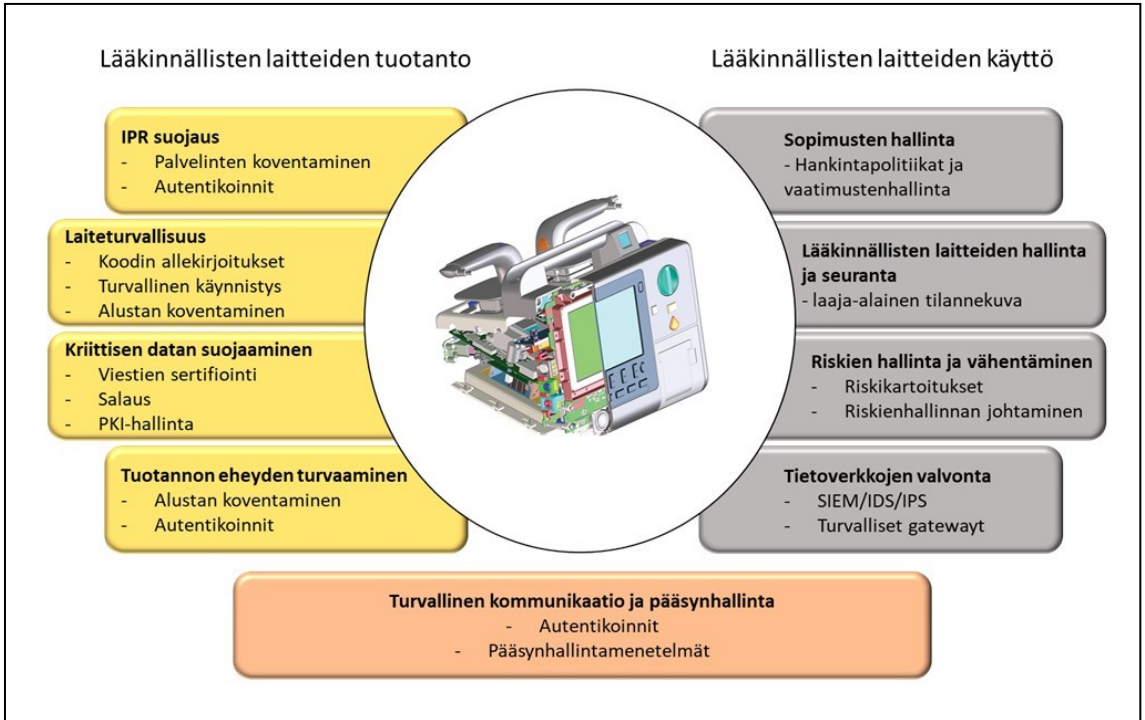 Lääkinnällisten laitteiden tuotanto
IPR suojaus
- Palvelinten koventaminen
- Autentikoinnit
Laiteturvallisuus
- Koodin allekirjoitukset
- Turvallinen käynnistys
- Alustan koventaminen
Kriittisen datan suojaaminen
- Viestien sertifiointi
- Salaus
- PKI-hallinta
Tuotannon eheyden turvaaminen
- Alustan koventaminen
- Autentikoinnit
Lääkinnällisten laitteiden käyttö
Sopimusten hallinta
- Hankintapolitiikat ja
vaatimustenhallinta
Lääkinnällisten laitteiden hallinta
ja seuranta
- laaja-alainen tilannekuva
Riskien hallinta ja vähentäminen
- Riskikartoitukset
- Riskienhallinnan johtaminen
Tietoverkkojen valvonta
- SIEM/IDS/IPS
- Turvalliset gatewayt
Turvallinen kommunikaatio ja pääsynhallinta
- Autentikoinnit
- Pääsynhallintamenetelmät